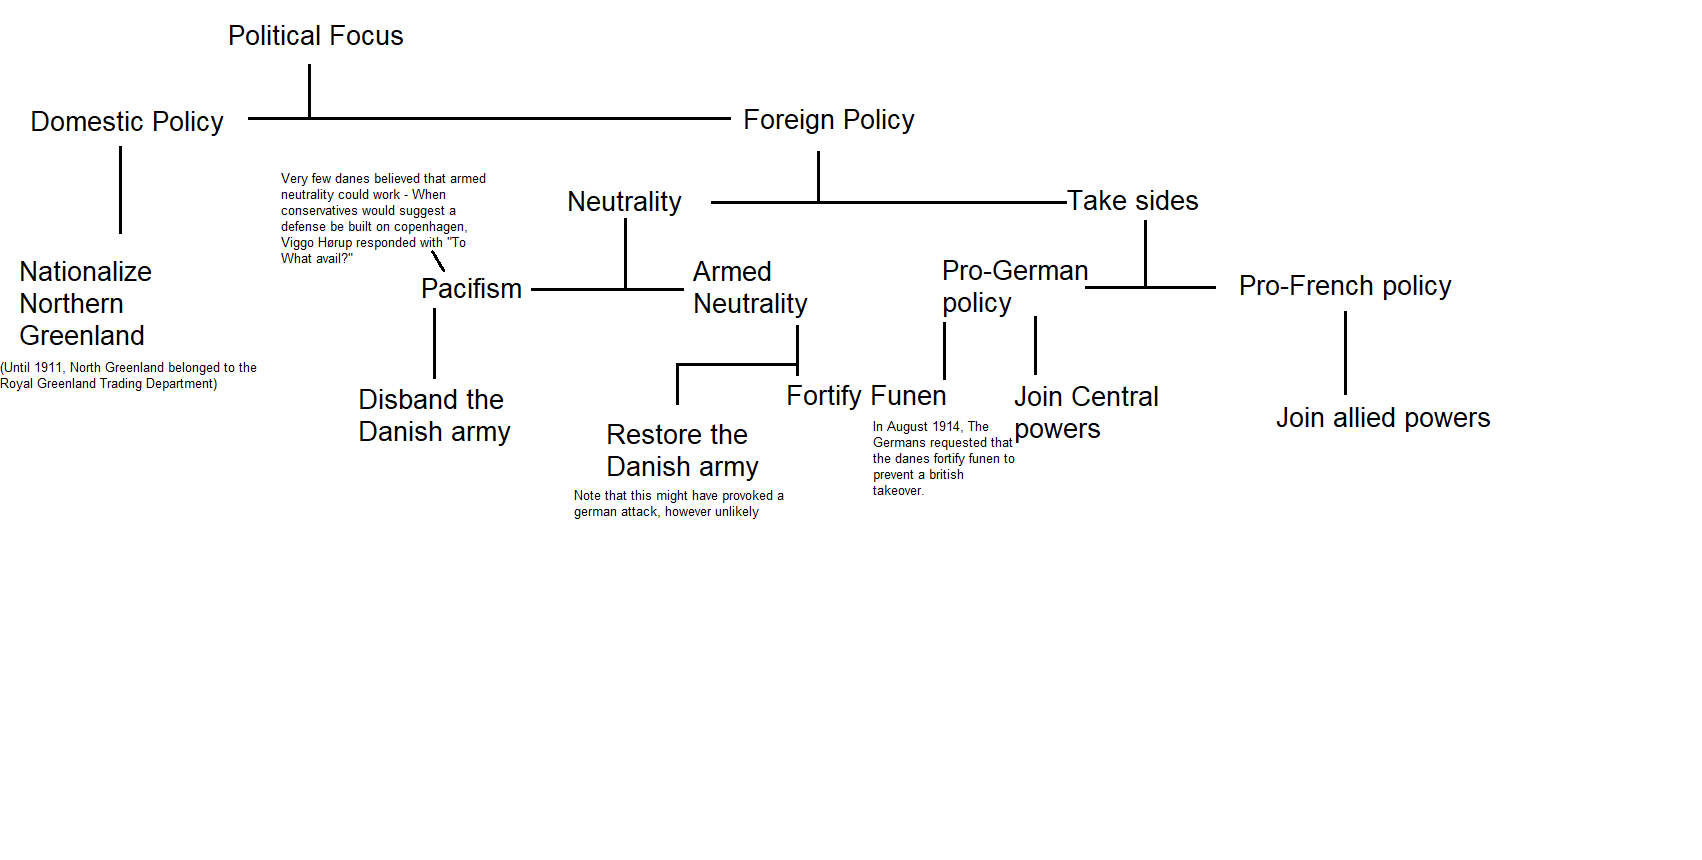 Political Focus
Domestic Policy
Foreign Policy
Very few danes believed that armed
neutrality could work - When
conservatives would suggest a
defense be built on copenhagen,
Viggo Hørup responded with "To
What avail?"
Neutrality
Take sides
Nationalize
Northern
Greenland
(Until 1911, North Greenland belonged to the
Royal Greenland Trading Department)
Pacifism
Armed
Neutrality
Pro-German
policy
Pro-French policy
Disband the
Danish army
Restore the
Danish army
Note that this might have provoked a
german attack, however unlikely
Fortify Funen
In August 1914, The
Germans requested that
the danes fortify funen to
prevent a british
takeover.
Join Central
powers
Join allied powers